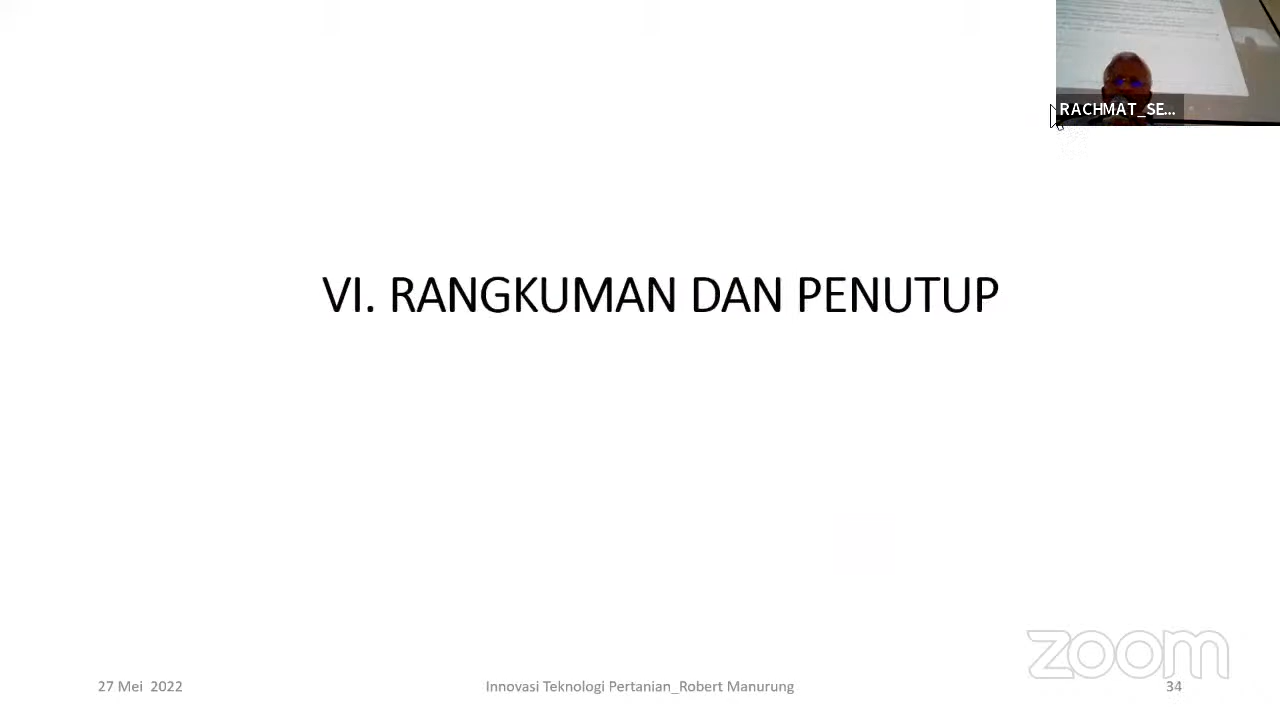 RACHMAT_SE...
VI. RANGKUMAN DAN PENUTUP
zoom
27 Mei 2022
Innovasi Teknologi Pertanian_Robert Manurung
34